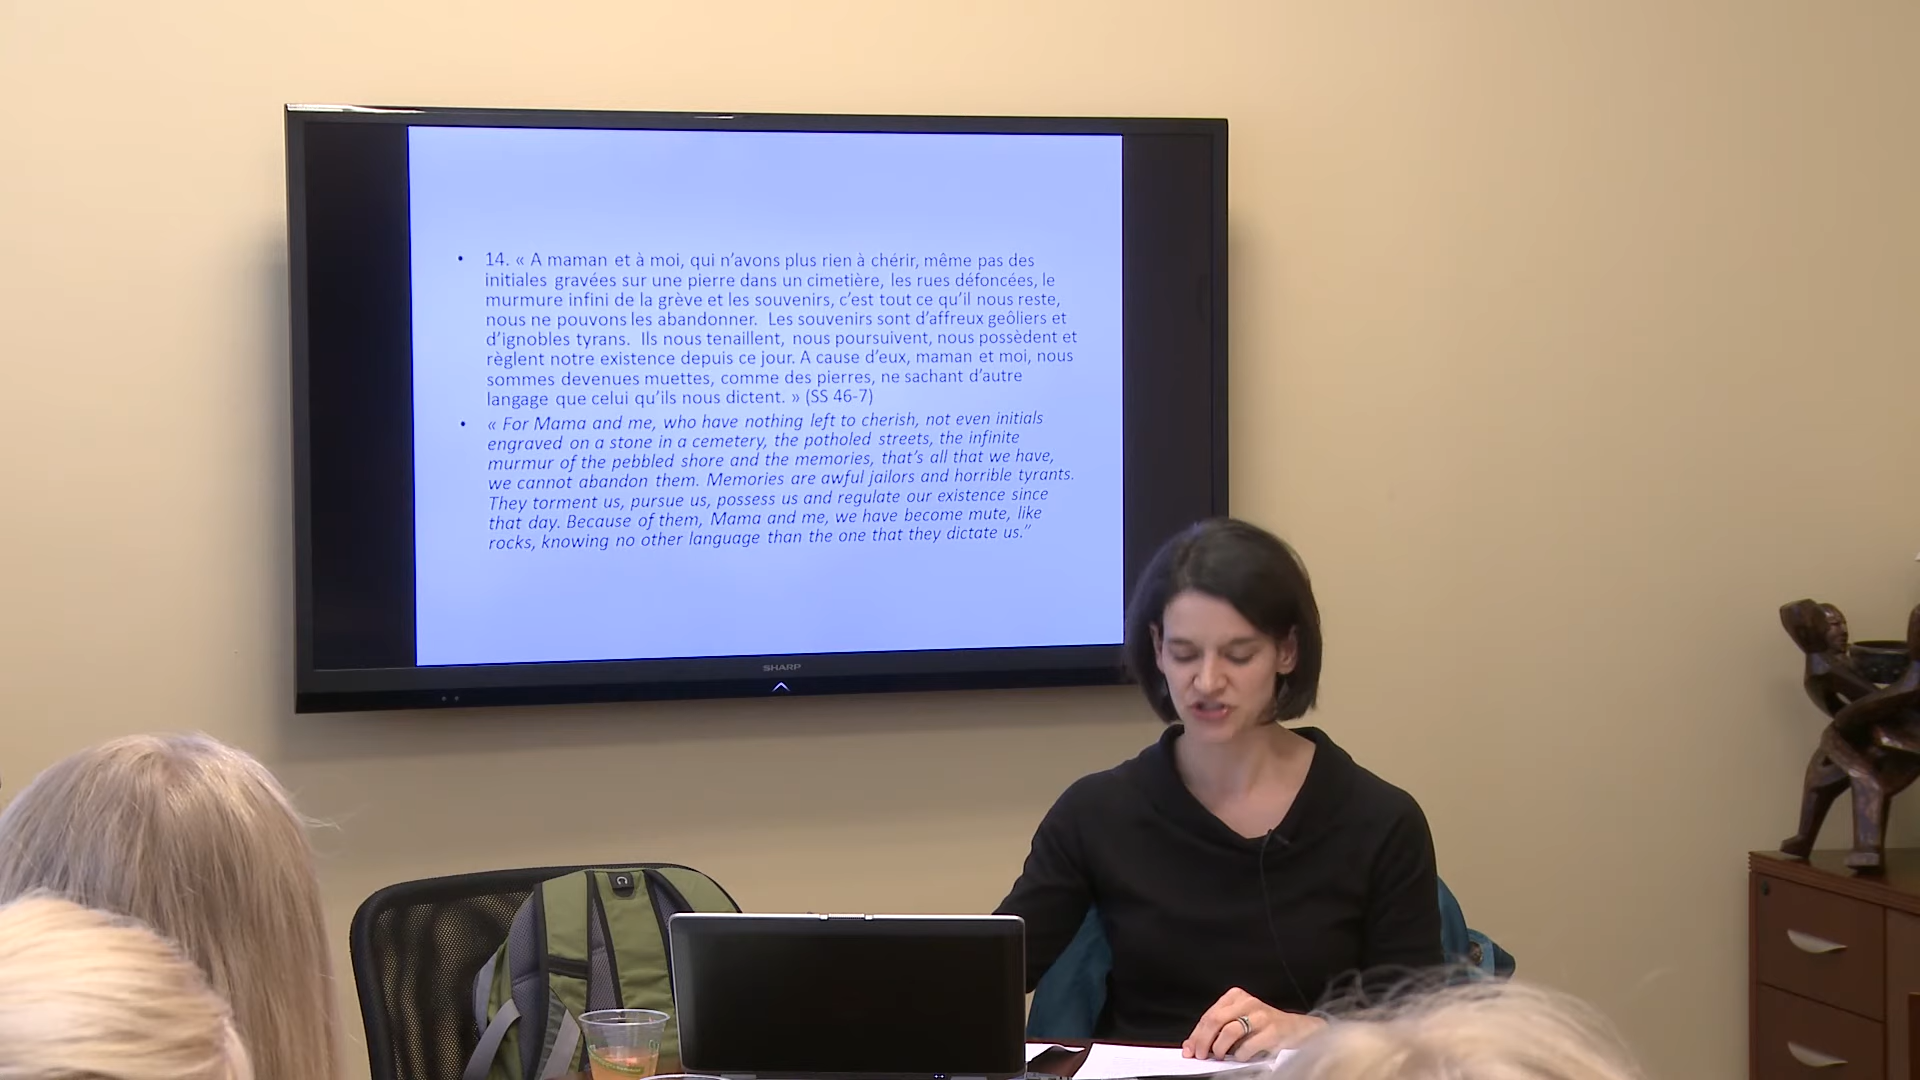 14. « A maman et à moi, qui n’avons plus rien à chérir, même pas des
initiales gravées sur une pierre dans un cimetière, les rues défoncées, le
murmure infini de la grève et les souvenirs, c’est tout ce qu’il nous reste,
nous ne pouvons les abandonner. Les souvenirs sont d’affreux geôliers et
d’ignobles tyrans. Ils nous tenaillent, nous poursuivent, nous possèdent et
règlent notre existence depuis ce jour. A cause d’eux, maman et moi, nous
sommes devenues muettes, comme des pierres, ne sachant d’autre
langage que celui qu’ils nous dictent. » (SS 46-7)
« For Mama and me, who have nothing left to cherish, not even initials
engraved on a stone in a cemetery, the potholed streets, the infinite
murmur of the pebbled shore and the memories, that’s all that we have,
we cannot abandon them. Memories are awful jailors and horrible tyrants.
They torment us, pursue us, possess us and regulate our existence since
that day. Because of them, Mama and me, we have become mute, like
rocks, knowing no other language than the one that they dictate us.”
SHARP